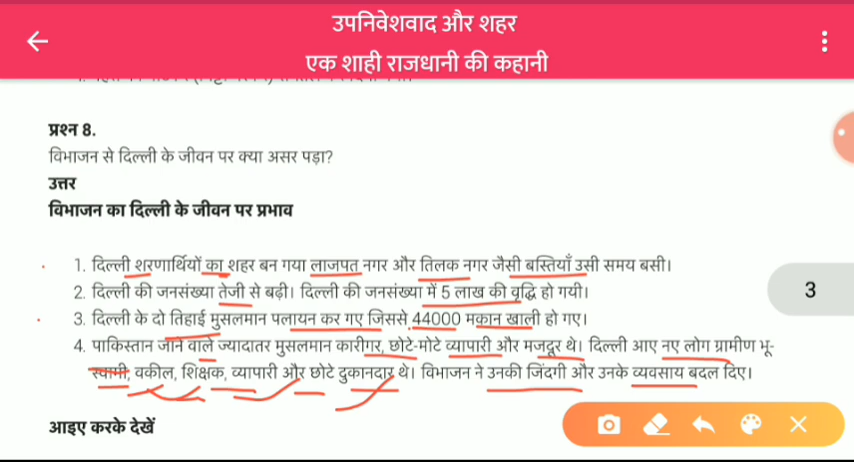 उपनिवेशवाद और शहर
एक शाही राजधानी की कहानी
प्रश्न 8.
विभाजन से दिल्ली के जीवन पर क्या असर पड़ा?
उत्तर
विभाजन का दिल्ली के जीवन पर प्रभाव
1. दिल्ली शरणार्थियों का शहर बन गया लाजपत नगर और तिलक नगर जैसी बस्तियाँ उसी समय बसी।
2. दिल्ली की जनसंख्या तेजी से बढ़ी। दिल्ली की जनसंख्या में 5 लाख की वृद्धि हो गयी।
3
3. दिल्ली के दो तिहाई मुसलमान पलायन कर गए जिससे 44000 मकान खाली हो गए।
4. पाकिस्तान जाने वाले ज्यादातर मुसलमान कारीगर, छोटे-मोटे व्यापारी और मजदूर थे। दिल्ली आए नए लोग ग्रामीण भू-
स्वामी, वकील, शिक्षक, व्यापारी और छोटे दुकानदार थे। विभाजन ने उनकी जिंदगी और उनके व्यवसाय बदल दिए।
आइए करके देखें